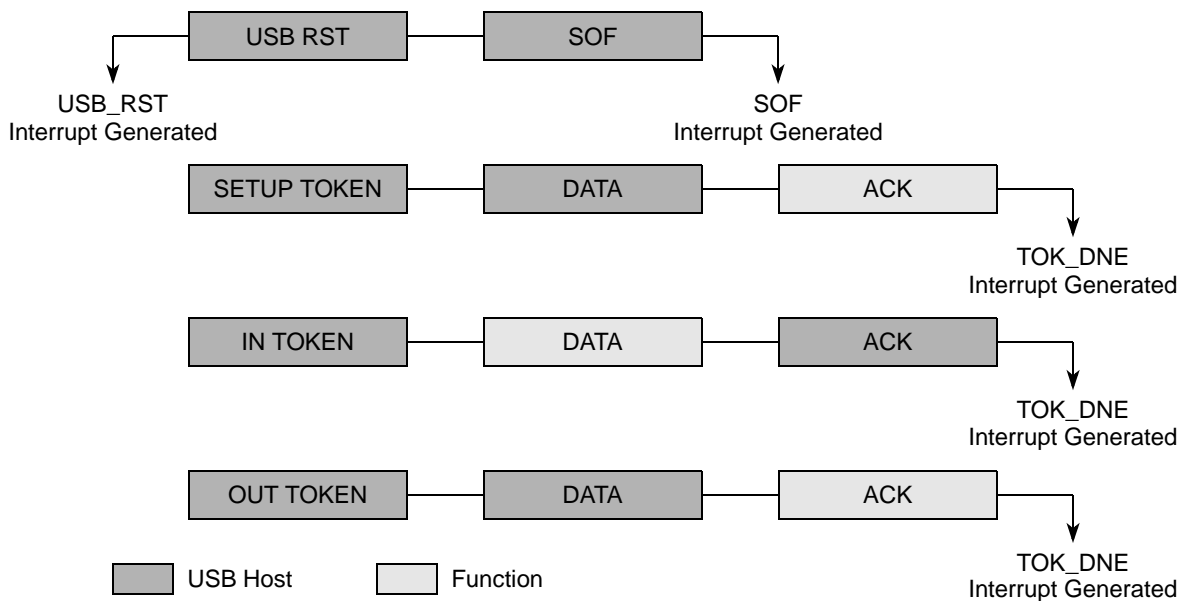 USB RST
SOF
USB_RST
Interrupt Generated
SOF
Interrupt Generated
SETUP TOKEN
DATA
ACK
TOK_DNE
Interrupt Generated
IN TOKEN
DATA
ACK
TOK_DNE
Interrupt Generated
OUT TOKEN
DATA
ACK
TOK_DNE
Interrupt Generated
USB Host
Function